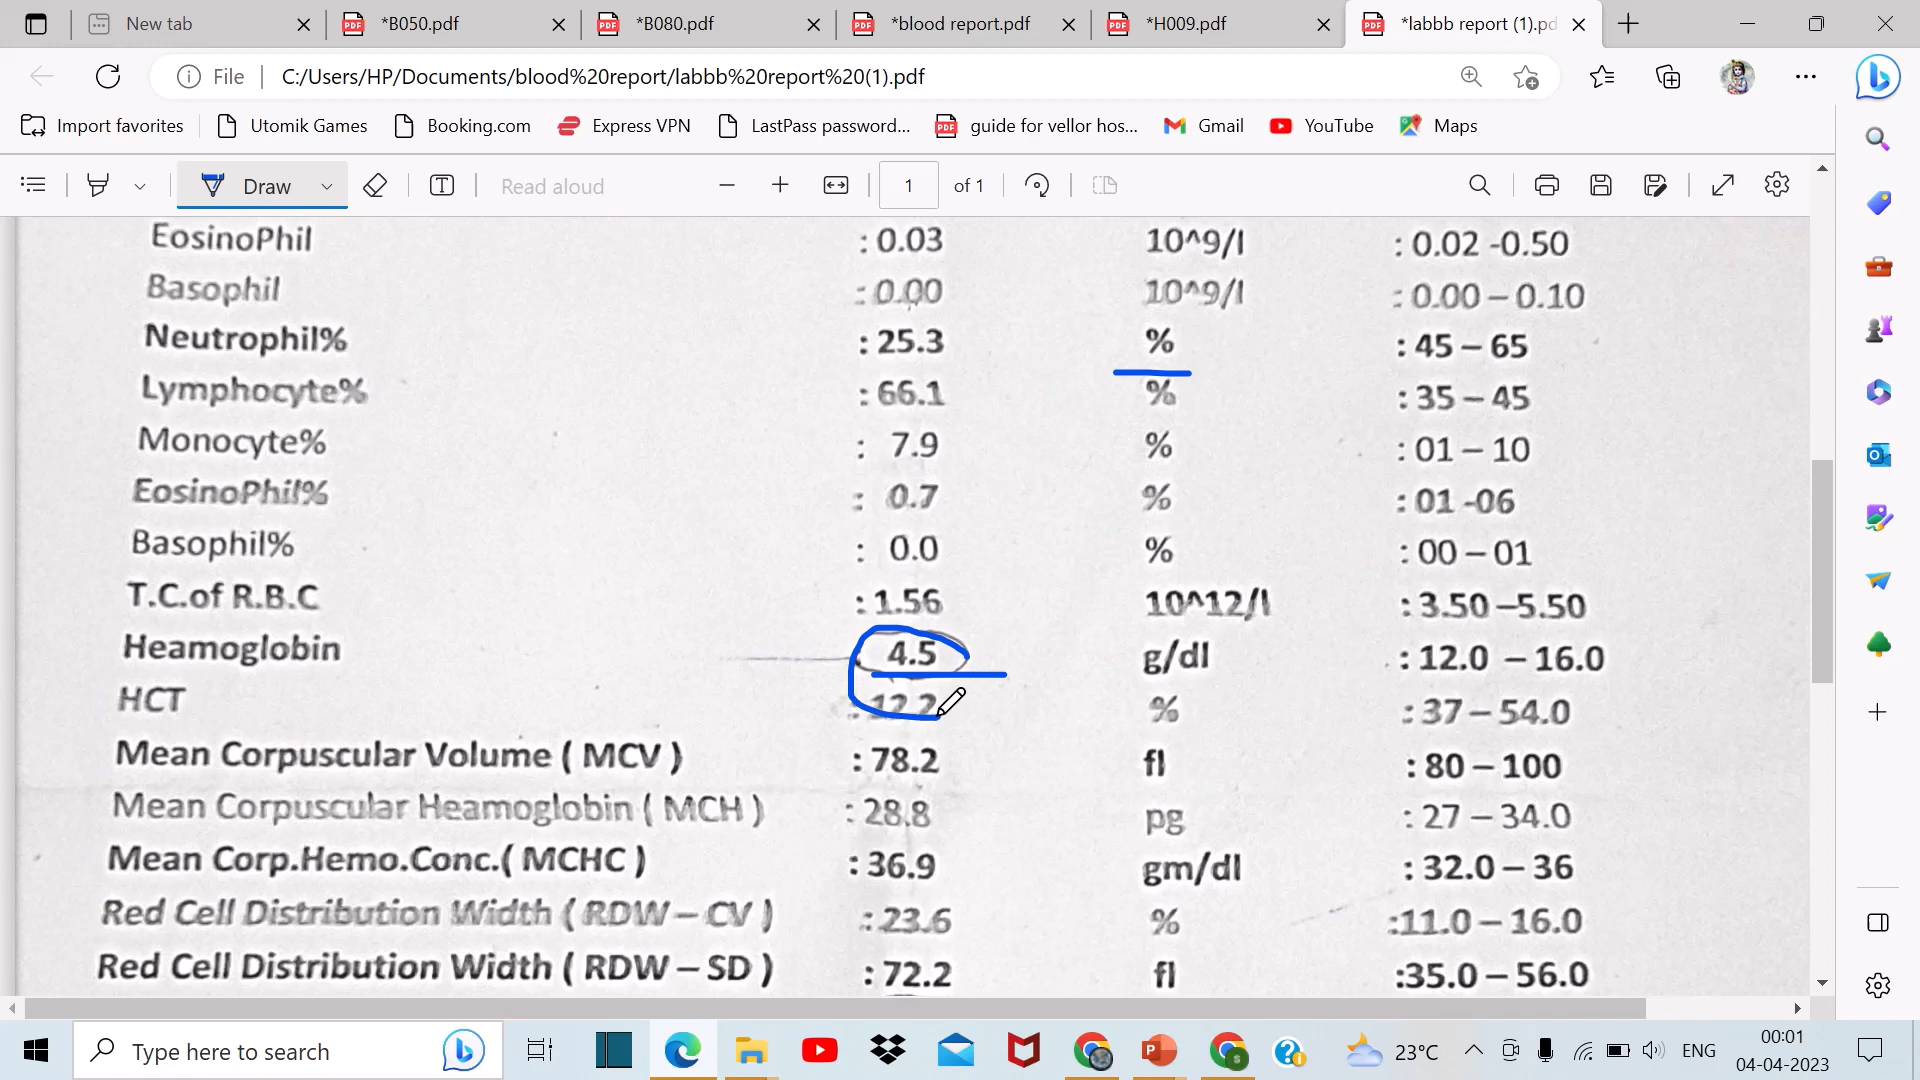 New tab
*B050.pdf
*B080.pdf
*blood report.pdf
*H009.pdf
*labbb report (1).pd
File
C:/Users/HP/Documents/blood%20report/labbb%20report%20(1).pdf
Import favorites
Utomik Games
Booking.com
Express VPN
LastPass password...
guide for vellor hos...
Gmail
YouTube
Maps
Draw
Read aloud
1
of 1
EosinoPhil : 0.03 10^9/l : 0.02 -0.50
Basophil : 0.00 10^9/l : 0.00 – 0.10
Neutrophil% : 25.3 % : 45 – 65
Lymphocyte% : 66.1 % : 35 – 45
Monocyte% : 7.9 % : 01 – 10
EosinoPhil% : 0.7 % : 01 -06
Basophil% : 0.0 % : 00 – 01
T.C.of R.B.C : 1.56 10^12/l : 3.50 –5.50
Heamoglobin 4.5 g/dl : 12.0 – 16.0
HCT : 12.2 % : 37 – 54.0
Mean Corpuscular Volume ( MCV ) : 78.2 fl : 80 – 100
Mean Corpuscular Heamoglobin ( MCH ) : 28.8 pg : 27 – 34.0
Mean Corp.Hemo.Conc.( MCHC ) : 36.9 gm/dl : 32.0 – 36
Red Cell Distribution Width ( RDW – CV ) : 23.6 % :11.0 – 16.0
Red Cell Distribution Width ( RDW – SD ) : 72.2 fl :35.0 – 56.0
Type here to search
23°C
ENG
00:01
04-04-2023